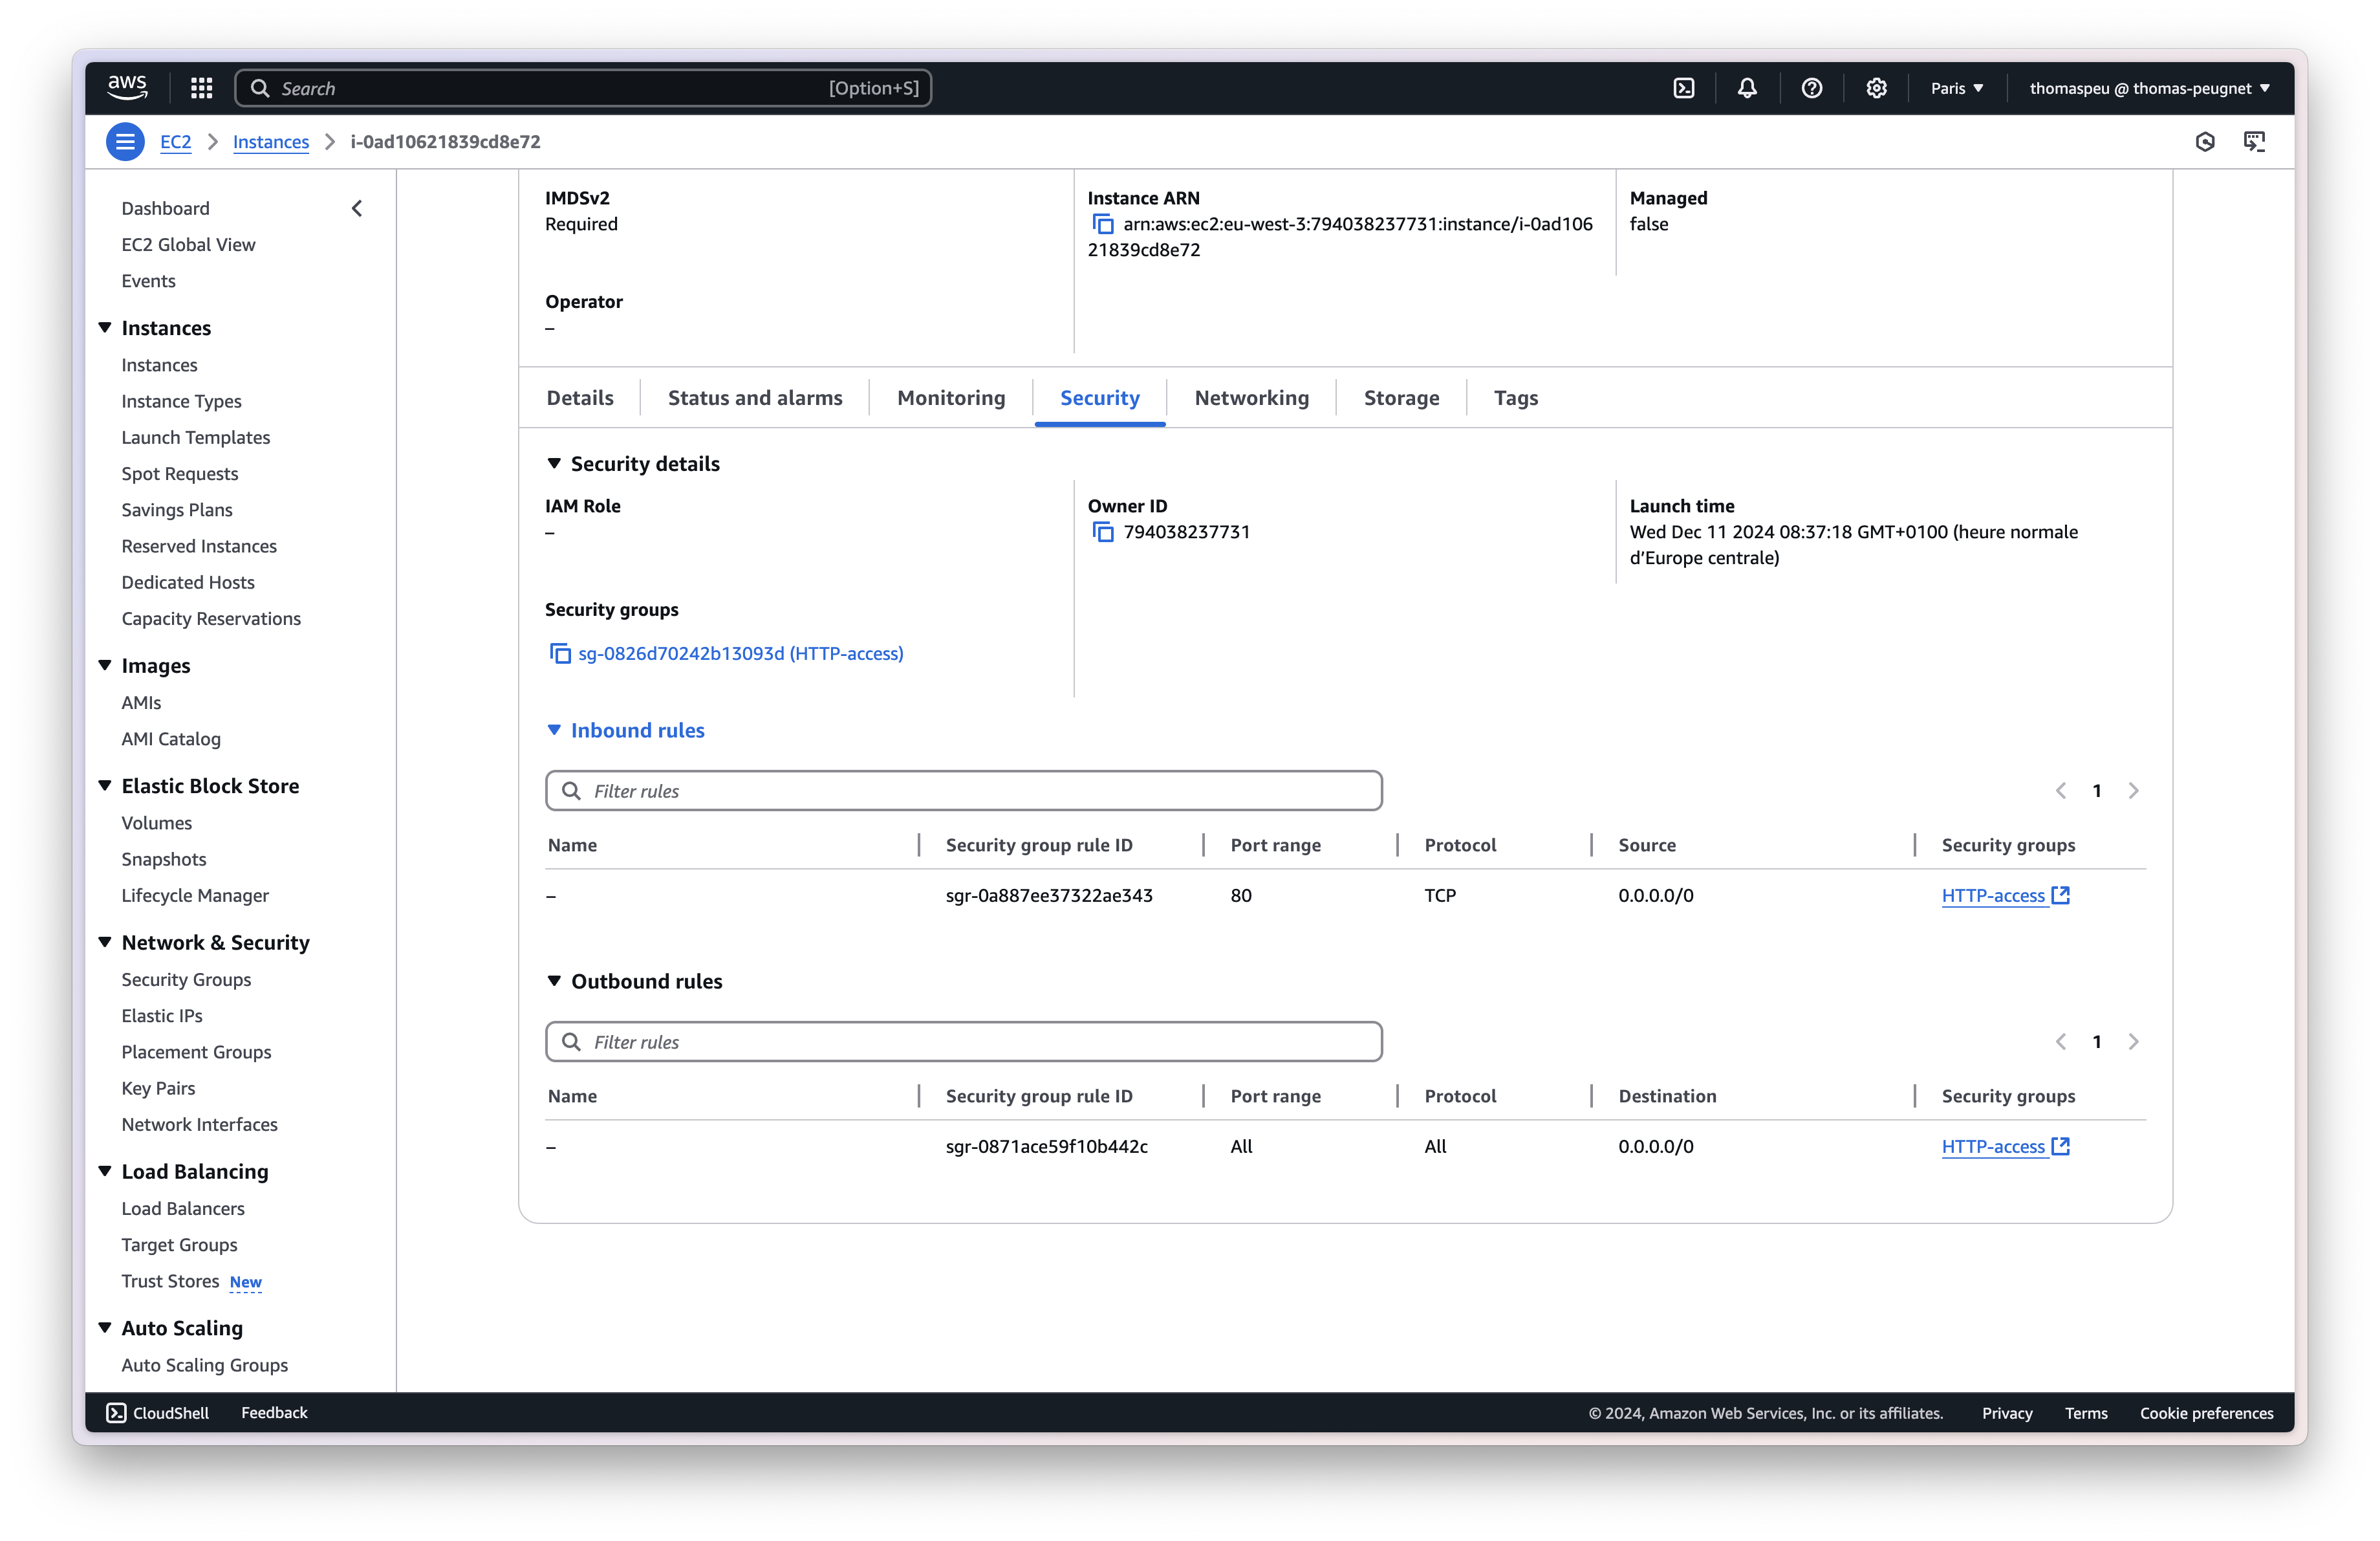 aws
Search [Option+S]
Paris
thomaspeu @ thomas-peugnet
EC2
Instances
i-0ad10621839cd8e72
Dashboard
EC2 Global View
Events
Instances
Instances
Instance Types
Launch Templates
Spot Requests
Savings Plans
Reserved Instances
Dedicated Hosts
Capacity Reservations
Images
AMIs
AMI Catalog
Elastic Block Store
Volumes
Snapshots
Lifecycle Manager
Network & Security
Security Groups
Elastic IPs
Placement Groups
Key Pairs
Network Interfaces
Load Balancing
Load Balancers
Target Groups
Trust Stores New
Auto Scaling
Auto Scaling Groups
IMDSv2
Required
Instance ARN
arn:aws:ec2:eu-west-3:794038237731:instance/i-0ad106
21839cd8e72
Managed
false
Operator
–
Details Status and alarms Monitoring Security Networking Storage Tags
Security details
IAM Role
–
Owner ID
794038237731
Launch time
Wed Dec 11 2024 08:37:18 GMT+0100 (heure normale
d’Europe centrale)
Security groups
sg-0826d70242b13093d (HTTP-access)
Inbound rules
Filter rules
1
Name Security group rule ID Port range Protocol Source Security groups
– sgr-0a887ee37322ae343 80 TCP 0.0.0.0/0 HTTP-access
Outbound rules
Filter rules
1
Name Security group rule ID Port range Protocol Destination Security groups
– sgr-0871ace59f10b442c All All 0.0.0.0/0 HTTP-access
CloudShell Feedback
© 2024, Amazon Web Services, Inc. or its affiliates. Privacy Terms Cookie preferences